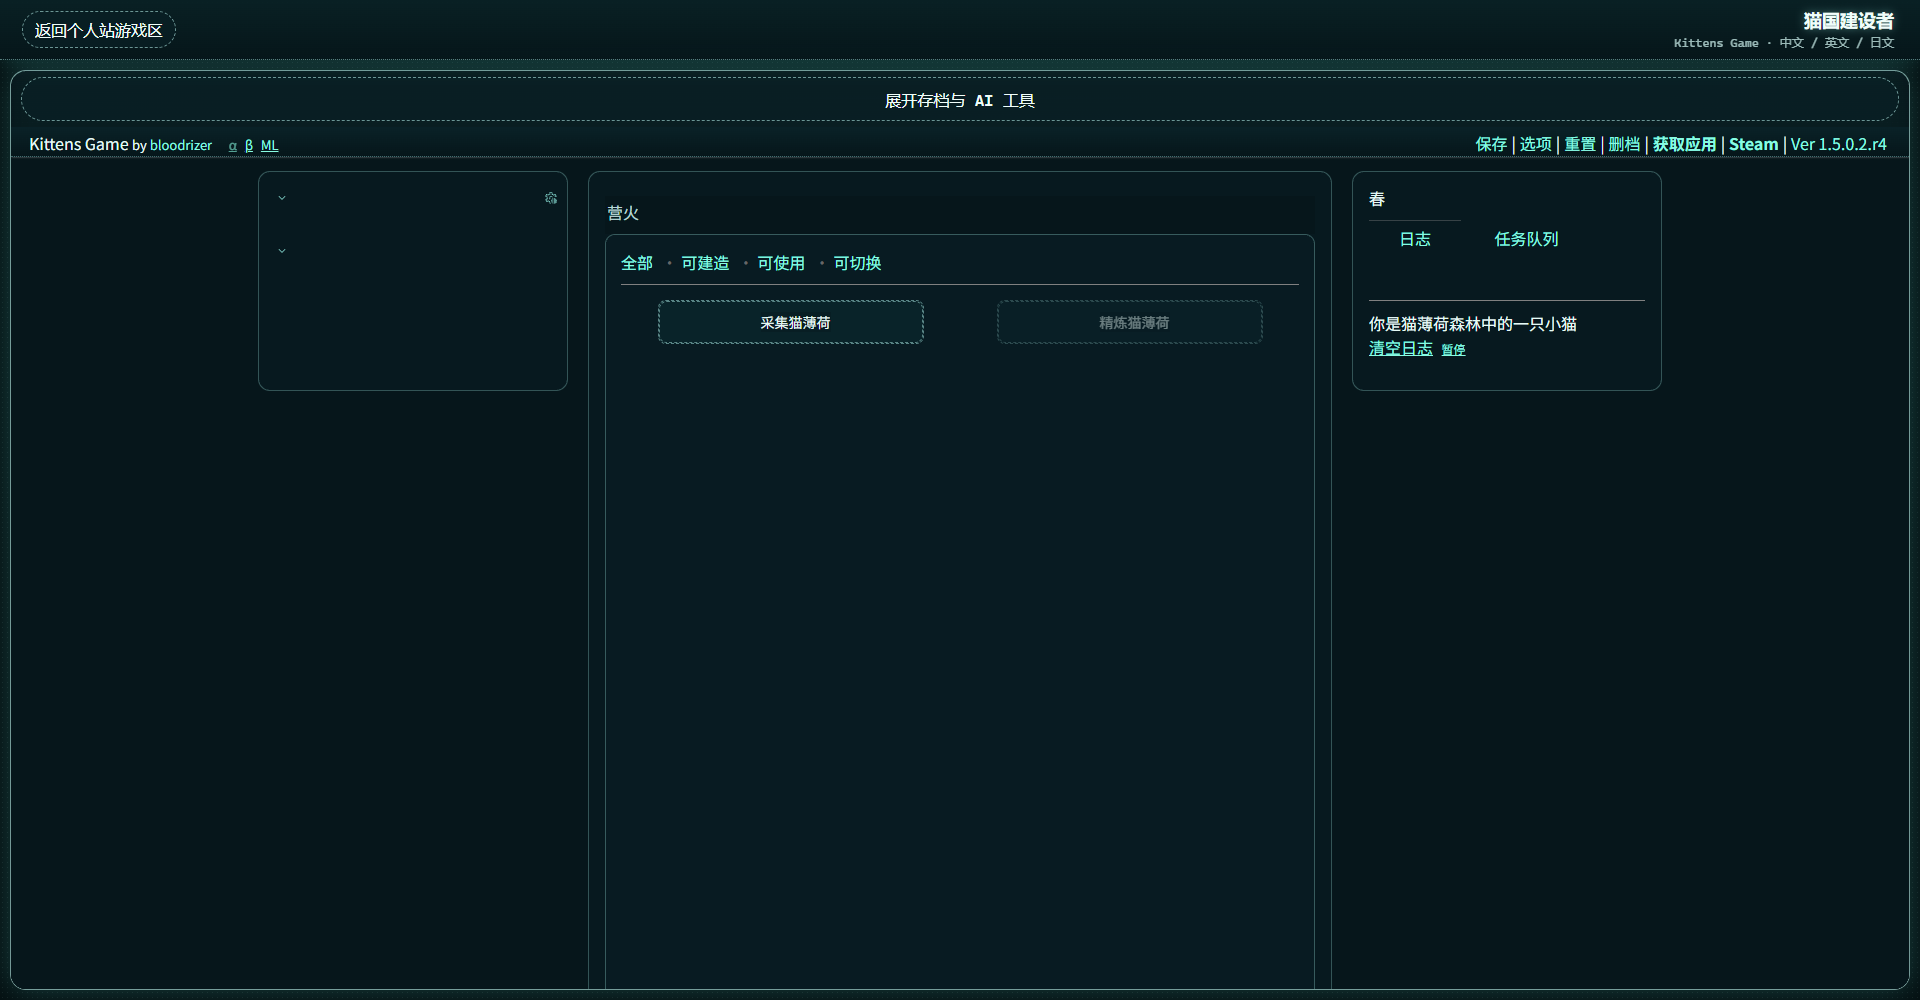 返回个人站游戏区
猫国建设者
Kittens Game · 中文 / 英文 / 日文
展开存档与 AI 工具
Kittens Game by bloodrizer α β ML
保存 | 选项 | 重置 | 删档 | 获取应用 | Steam | Ver 1.5.0.2.r4
营火
全部 • 可建造 • 可使用 • 可切换
采集猫薄荷
精炼猫薄荷
春
日志
任务队列
你是猫薄荷森林中的一只小猫
清空日志 暂停